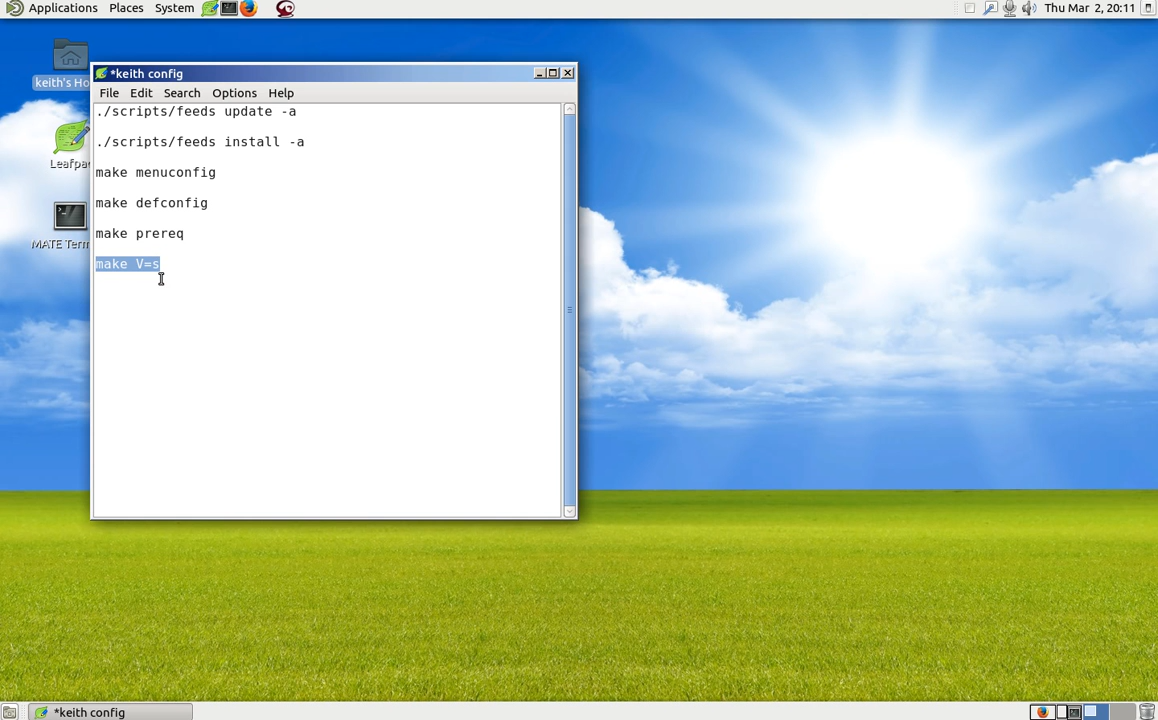 Applications Places System
Thu Mar 2, 20:11
keith's Ho
*keith config
File Edit Search Options Help
./scripts/feeds update -a
./scripts/feeds install -a
make menuconfig
make defconfig
make prereq
make V=s
Leafpa
MATE Term
*keith config